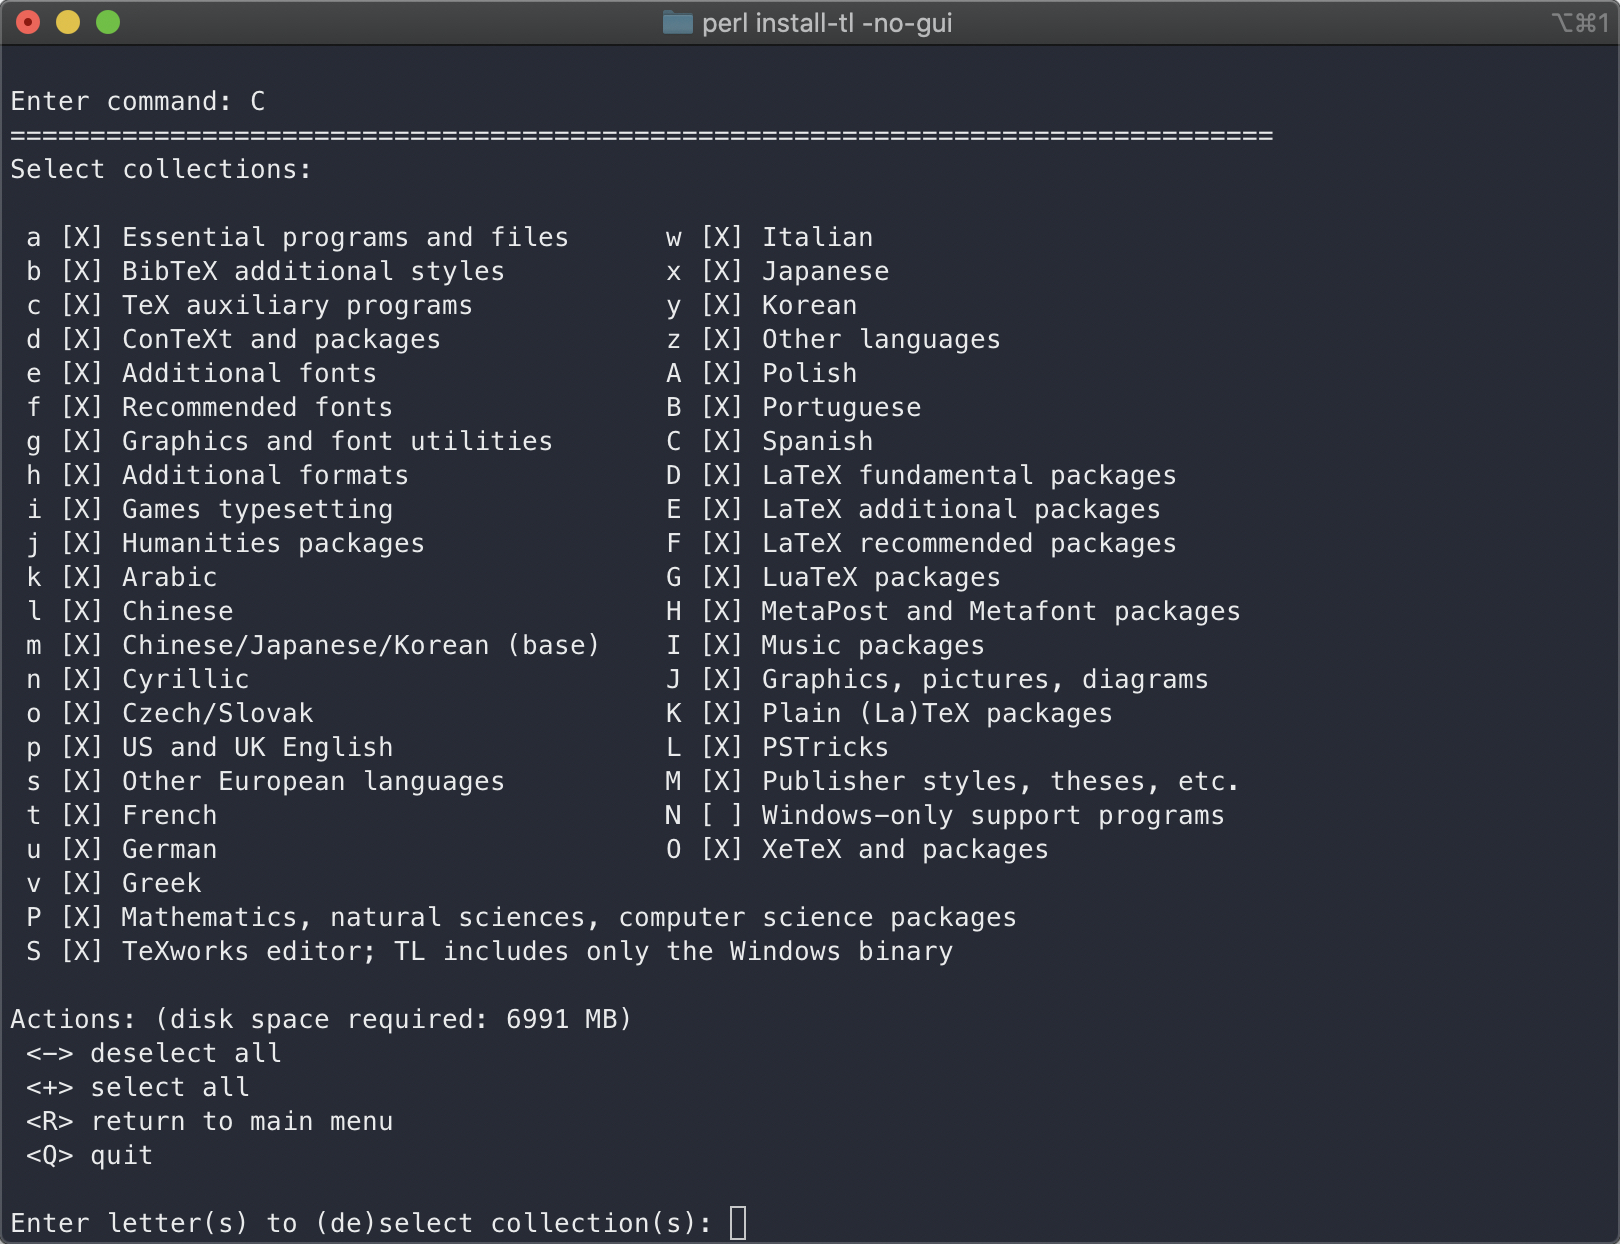 perl install-tl -no-gui
⌥⌘1
Enter command: C
===============================================================================
Select collections:
a [X] Essential programs and files      w [X] Italian
b [X] BibTeX additional styles          x [X] Japanese
c [X] TeX auxiliary programs            y [X] Korean
d [X] ConTeXt and packages              z [X] Other languages
e [X] Additional fonts                  A [X] Polish
f [X] Recommended fonts                 B [X] Portuguese
g [X] Graphics and font utilities       C [X] Spanish
h [X] Additional formats                D [X] LaTeX fundamental packages
i [X] Games typesetting                 E [X] LaTeX additional packages
j [X] Humanities packages               F [X] LaTeX recommended packages
k [X] Arabic                            G [X] LuaTeX packages
l [X] Chinese                           H [X] MetaPost and Metafont packages
m [X] Chinese/Japanese/Korean (base)    I [X] Music packages
n [X] Cyrillic                          J [X] Graphics, pictures, diagrams
o [X] Czech/Slovak                      K [X] Plain (La)TeX packages
p [X] US and UK English                 L [X] PSTricks
s [X] Other European languages          M [X] Publisher styles, theses, etc.
t [X] French                            N [ ] Windows-only support programs
u [X] German                            O [X] XeTeX and packages
v [X] Greek
P [X] Mathematics, natural sciences, computer science packages
S [X] TeXworks editor; TL includes only the Windows binary
Actions: (disk space required: 6991 MB)
<-> deselect all
<+> select all
<R> return to main menu
<Q> quit
Enter letter(s) to (de)select collection(s):